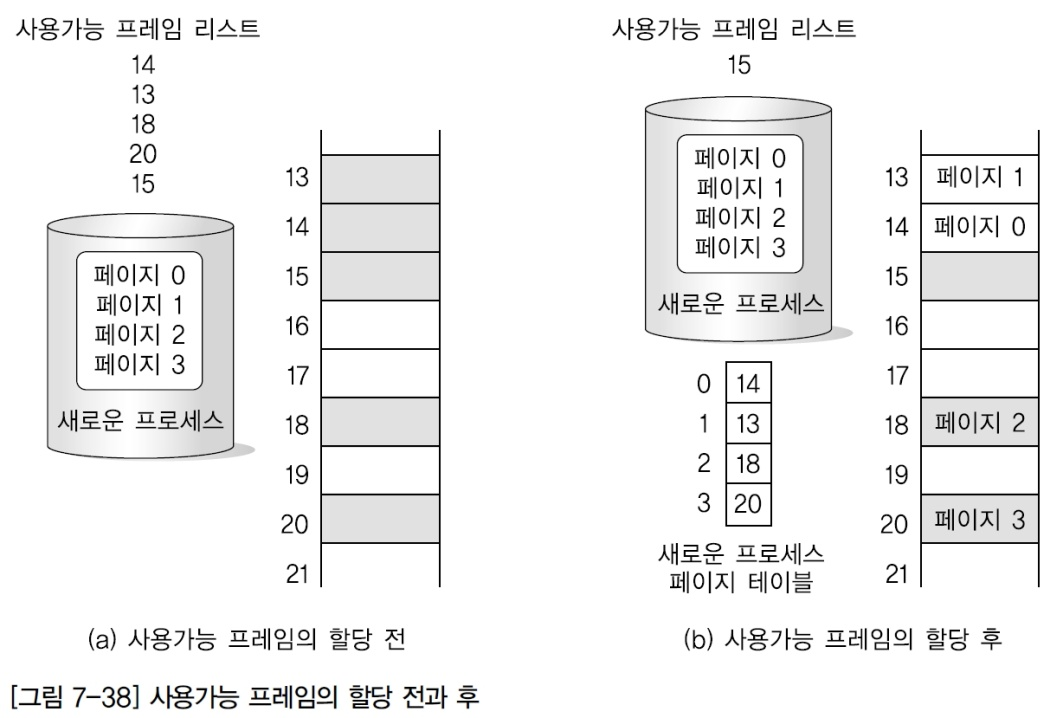 사용가능 프레임 리스트
14
13
18
20
15
페이지 0
페이지 1
페이지 2
페이지 3
새로운 프로세스
13
14
15
16
17
18
19
20
21
(a) 사용가능 프레임의 할당 전
사용가능 프레임 리스트
15
페이지 0
페이지 1
페이지 2
페이지 3
새로운 프로세스
0 14
1 13
2 18
3 20
새로운 프로세스
페이지 테이블
13 페이지 1
14 페이지 0
15
16
17
18 페이지 2
19
20 페이지 3
21
(b) 사용가능 프레임의 할당 후
[그림 7-38] 사용가능 프레임의 할당 전과 후